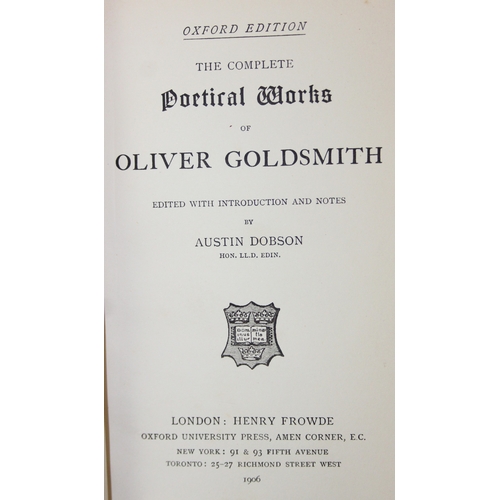 OXFORD EDITION
THE COMPLETE
Poetical Works
OF
OLIVER GOLDSMITH
EDITED WITH INTRODUCTION AND NOTES
BY
AUSTIN DOBSON
HON. LL.D. EDIN.
LONDON: HENRY FROWDE
OXFORD UNIVERSITY PRESS, AMEN CORNER, E.C.
NEW YORK: 91 & 93 FIFTH AVENUE
TORONTO: 25-27 RICHMOND STREET WEST
1906